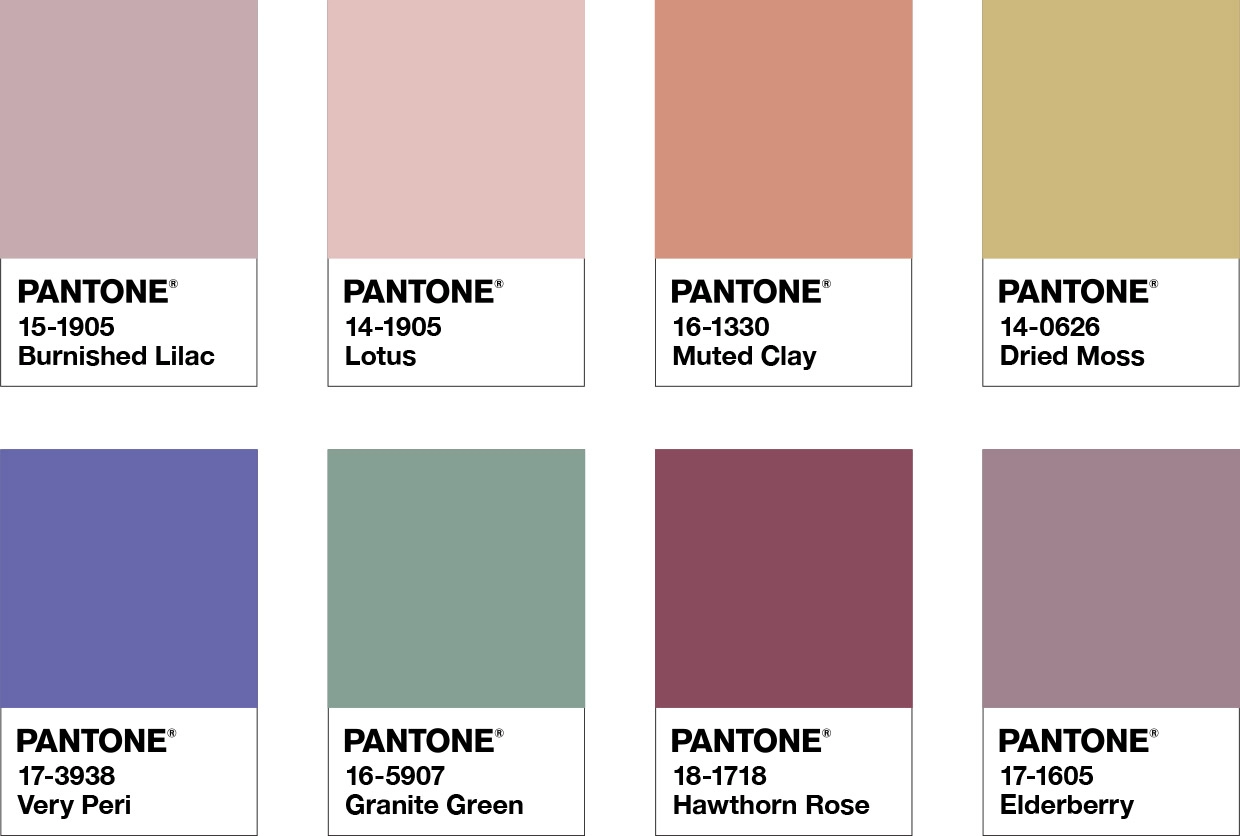 PANTONE®
15-1905
Burnished Lilac
PANTONE®
14-1905
Lotus
PANTONE®
16-1330
Muted Clay
PANTONE®
14-0626
Dried Moss
PANTONE®
17-3938
Very Peri
PANTONE®
16-5907
Granite Green
PANTONE®
18-1718
Hawthorn Rose
PANTONE®
17-1605
Elderberry